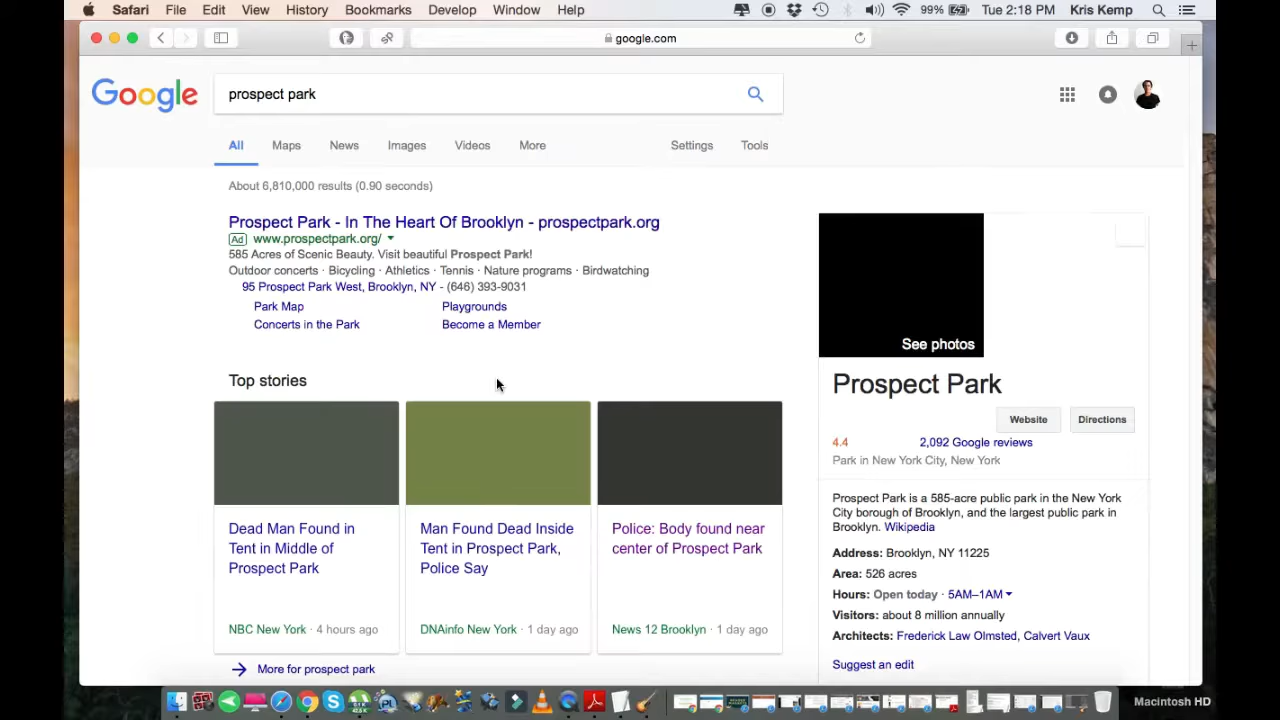 Safari File Edit View History Bookmarks Develop Window Help 99% Tue 2:18 PM Kris Kemp
google.com
Google prospect park
All Maps News Images Videos More Settings Tools
About 6,810,000 results (0.90 seconds)
Prospect Park - In The Heart Of Brooklyn - prospectpark.org
Ad www.prospectpark.org/
585 Acres of Scenic Beauty. Visit beautiful Prospect Park!
Outdoor concerts · Bicycling · Athletics · Tennis · Nature programs · Birdwatching
95 Prospect Park West, Brooklyn, NY - (646) 393-9031
Park Map Playgrounds
Concerts in the Park Become a Member
Top stories
Dead Man Found in
Tent in Middle of
Prospect Park
NBC New York · 4 hours ago
Man Found Dead Inside
Tent in Prospect Park,
Police Say
DNAinfo New York · 1 day ago
Police: Body found near
center of Prospect Park
News 12 Brooklyn · 1 day ago
More for prospect park
See photos
Prospect Park
Website Directions
4.4 2,092 Google reviews
Park in New York City, New York
Prospect Park is a 585-acre public park in the New York
City borough of Brooklyn, and the largest public park in
Brooklyn. Wikipedia
Address: Brooklyn, NY 11225
Area: 526 acres
Hours: Open today · 5AM–1AM
Visitors: about 8 million annually
Architects: Frederick Law Olmsted, Calvert Vaux
Suggest an edit
Macintosh HD